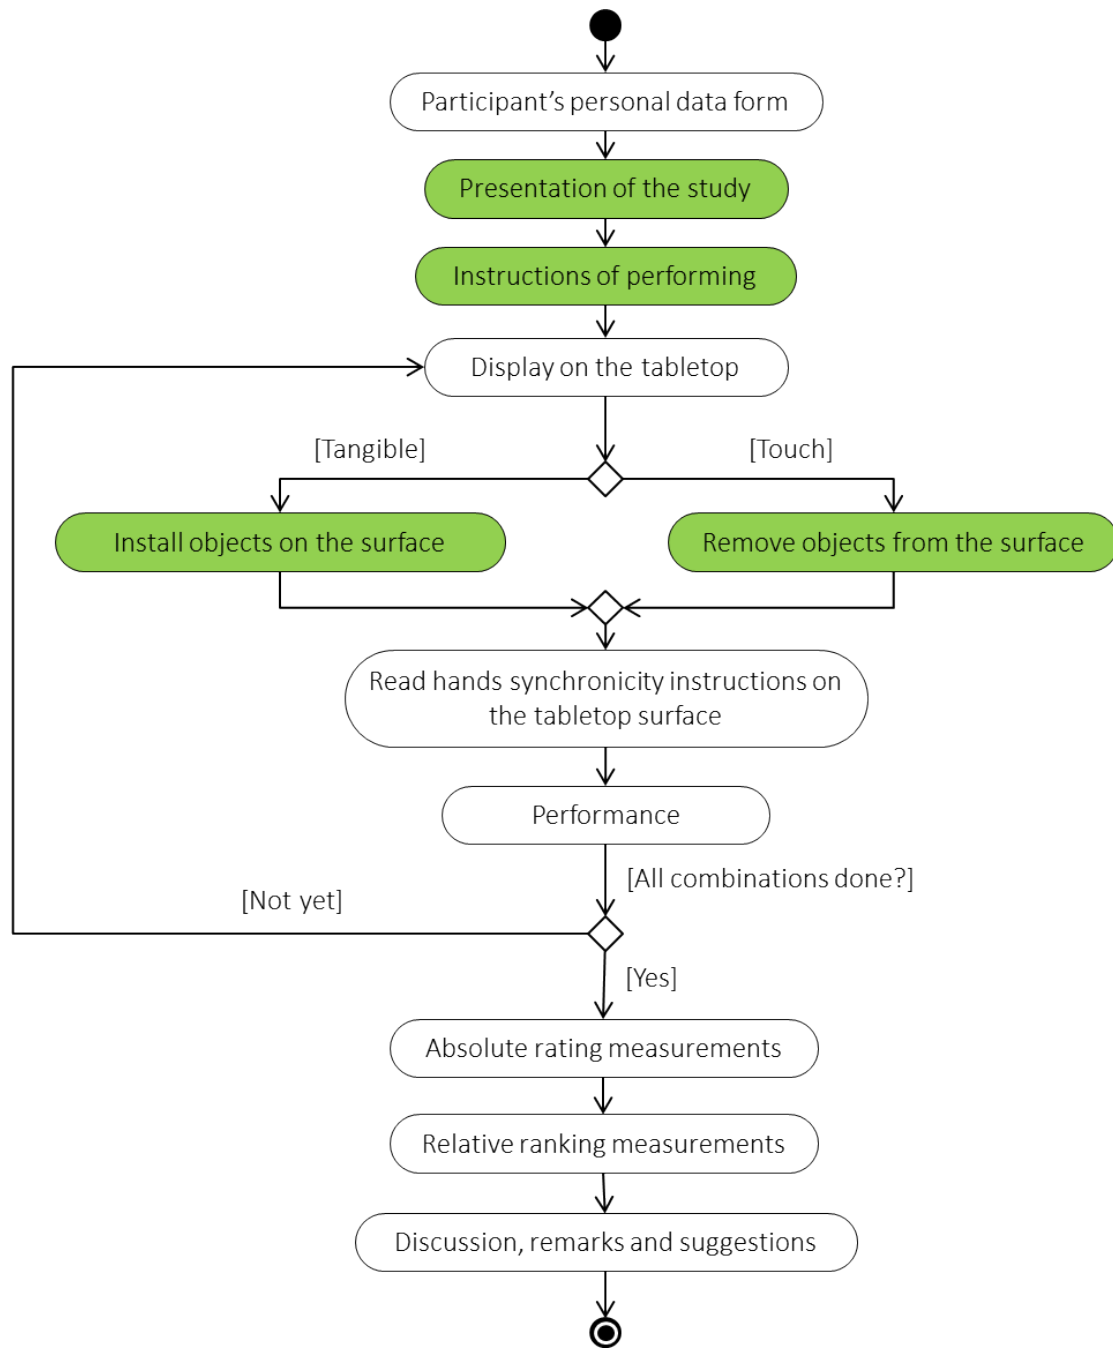 Participant’s personal data form
Presentation of the study
Instructions of performing
Display on the tabletop
[Tangible]
[Touch]
Install objects on the surface
Remove objects from the surface
Read hands synchronicity instructions on
the tabletop surface
Performance
[All combinations done?]
[Not yet]
[Yes]
Absolute rating measurements
Relative ranking measurements
Discussion, remarks and suggestions